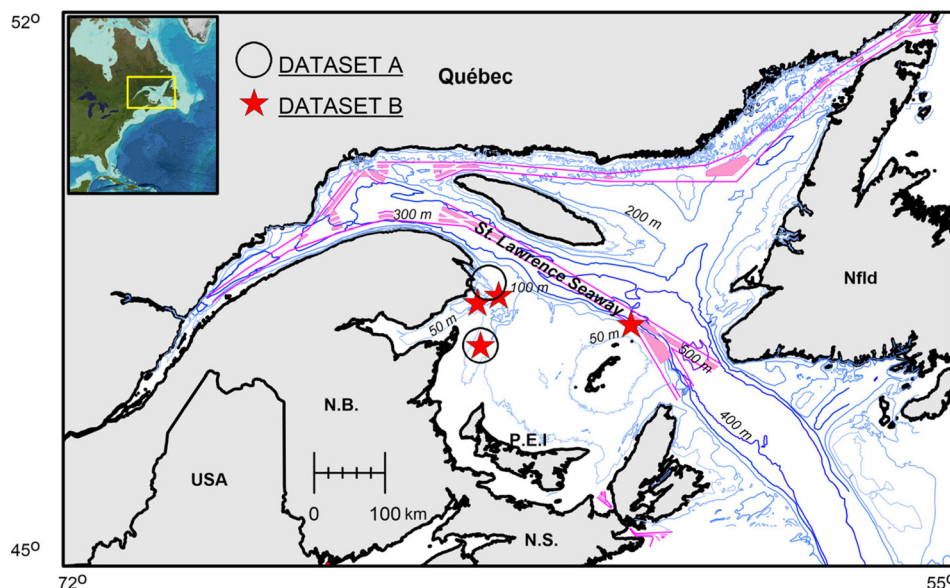 52°
DATASET A
DATASET B
Québec
200 m
300 m
St. Lawrence Seaway
Nfld
100 m
50 m
50 m
500 m
400 m
N.B.
P.E.I
USA
0 100 km
N.S.
45°
72°
55°